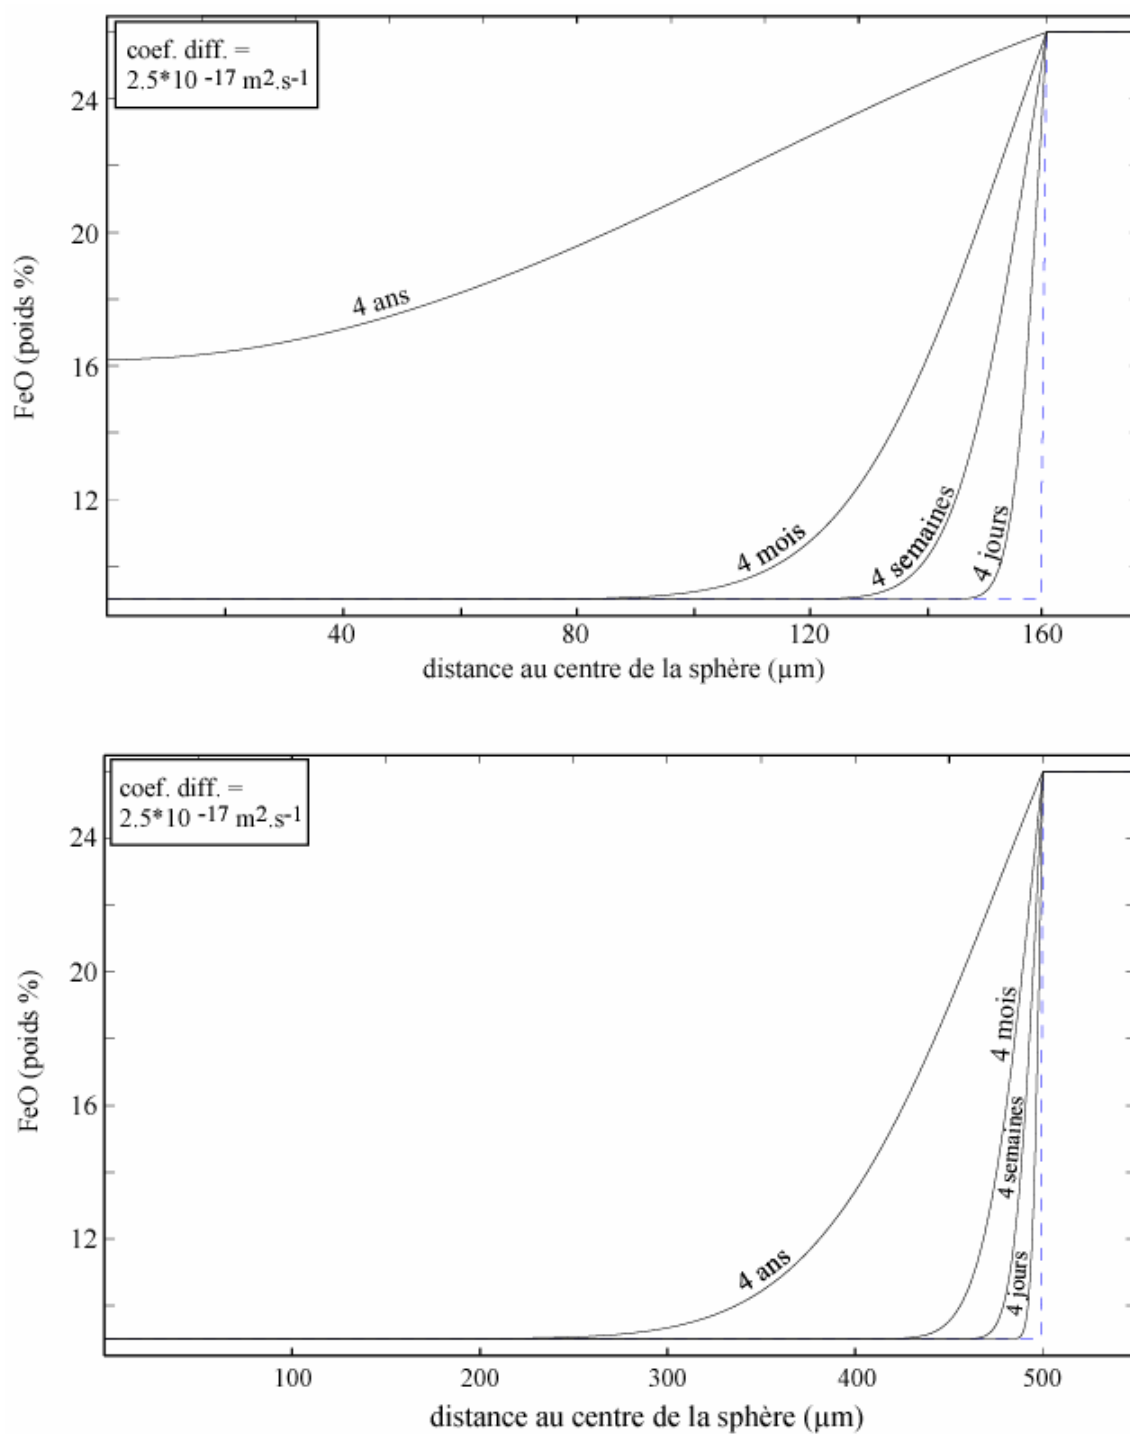 coef. diff. =
2.5*10 -17 m2.s-1
24
20
16
12
FeO (poids %)
4 ans
4 mois
4 semaines
4 jours
40 80 120 160
distance au centre de la sphère (µm)
coef. diff. =
2.5*10 -17 m2.s-1
24
20
16
12
FeO (poids %)
4 ans
4 mois
4 semaines
4 jours
100 200 300 400 500
distance au centre de la sphère (µm)